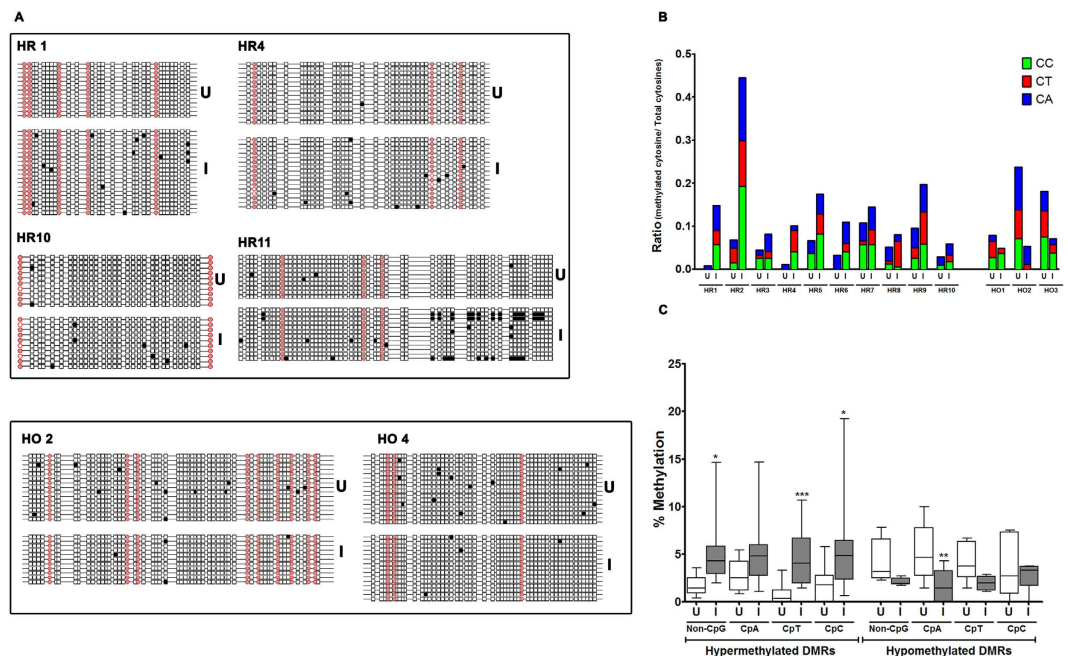 A
HR 1
HR4
U
U
I
I
HR10
HR11
U
U
I
I
HO 2
HO 4
U
U
I
I
B
Ratio (methylated cytosine/ Total cytosines)
0.5
0.4
0.3
0.2
0.1
0.0
CC
CT
CA
U I U I U I U I U I U I U I U I U I U I U I U I U I
HR1 HR2 HR3 HR4 HR5 HR6 HR7 HR8 HR9 HR10 HO1 HO2 HO3
C
% Methylation
25
20
15
10
5
0
* *** * **
U I U I U I U I U I U I U I U I
Non-CpG CpA CpT CpC Non-CpG CpA CpT CpC
Hypermethylated DMRs Hypomethylated DMRs